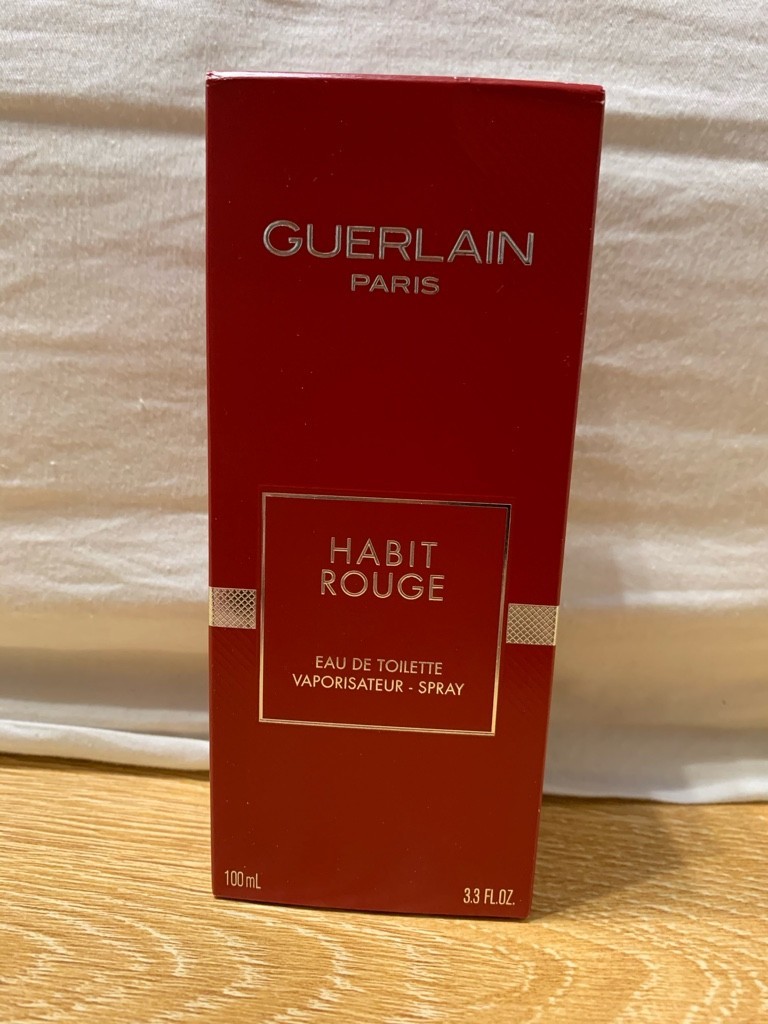 GUERLAIN
PARIS
HABIT
ROUGE
EAU DE TOILETTE
VAPORISATEUR - SPRAY
100 mL
3.3 FL.OZ.